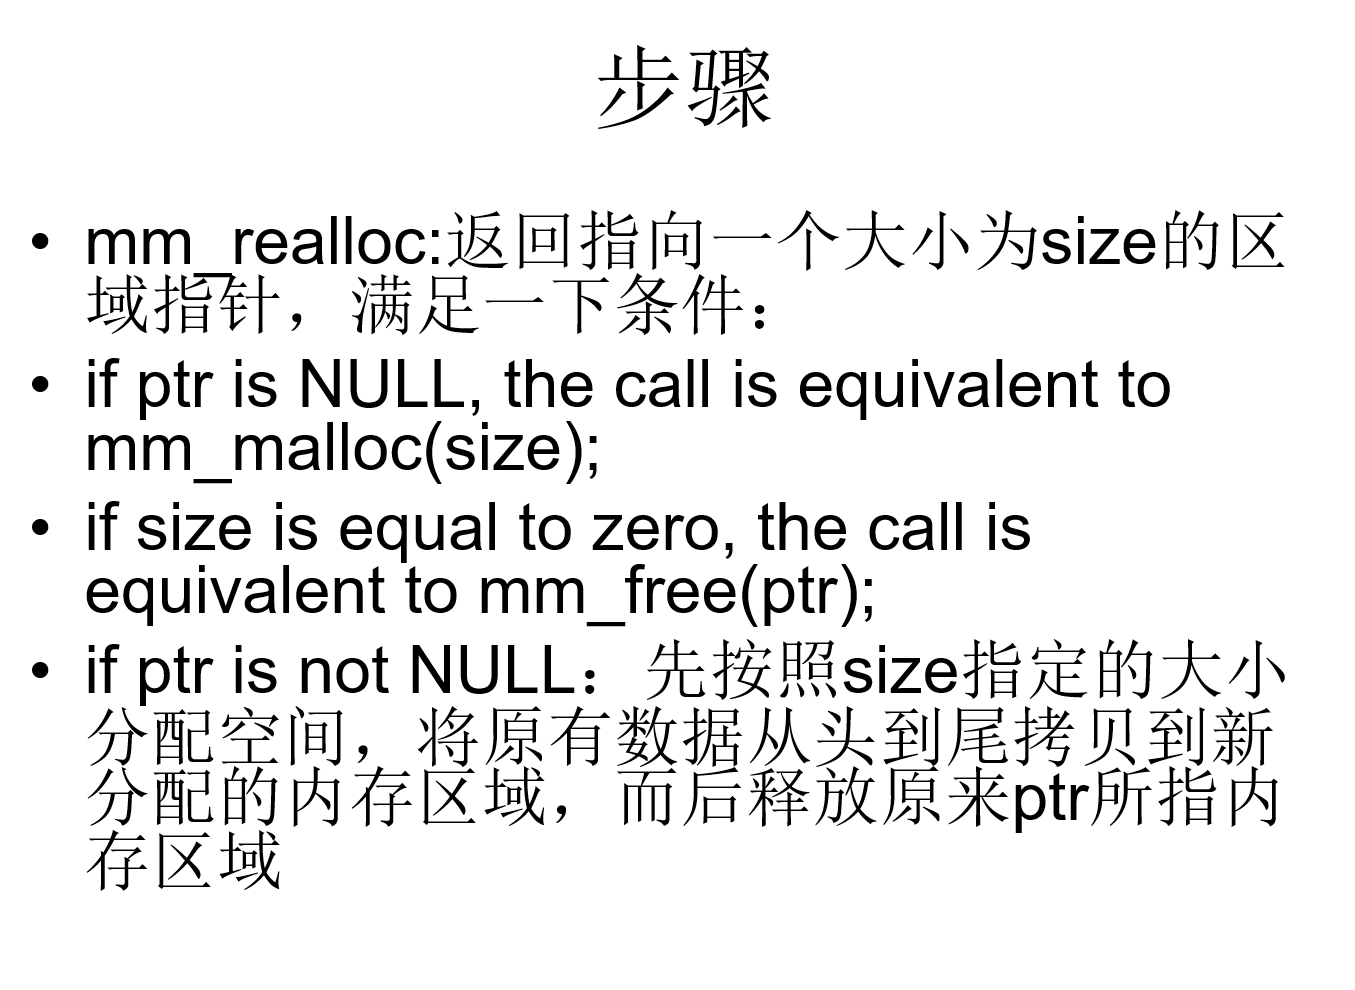 步骤
• mm_realloc:返回指向一个大小为size的区
域指针，满足一下条件：
• if ptr is NULL, the call is equivalent to
mm_malloc(size);
• if size is equal to zero, the call is
equivalent to mm_free(ptr);
• if ptr is not NULL：先按照size指定的大小
分配空间，将原有数据从头到尾拷贝到新
分配的内存区域，而后释放原来ptr所指内
存区域